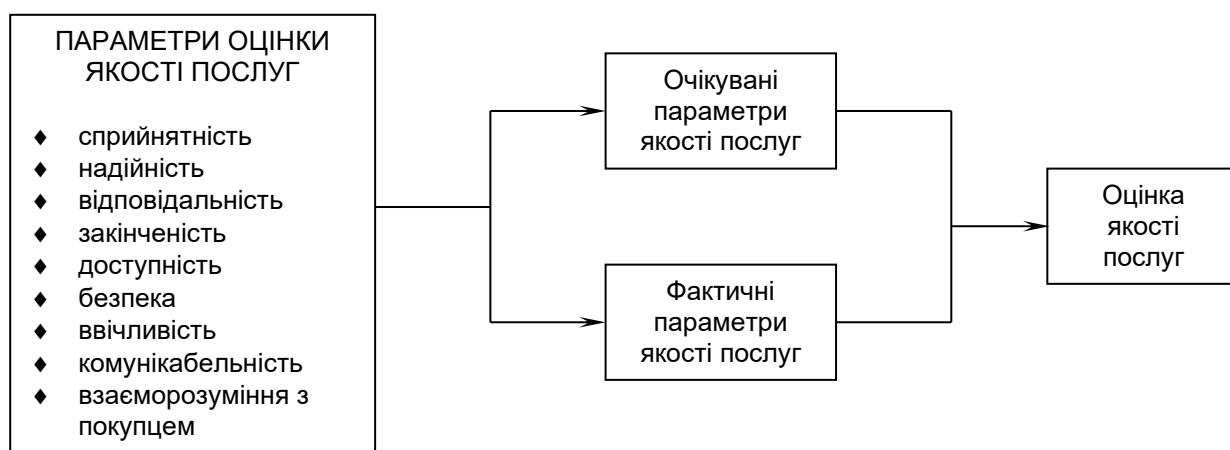 ПАРАМЕТРИ ОЦІНКИ
ЯКОСТІ ПОСЛУГ
♦ сприйнятність
♦ надійність
♦ відповідальність
♦ закінченість
♦ доступність
♦ безпека
♦ ввічливість
♦ комунікабельність
♦ взаєморозуміння з
покупцем
Очікувані
параметри
якості послуг
Фактичні
параметри
якості послуг
Оцінка
якості
послуг